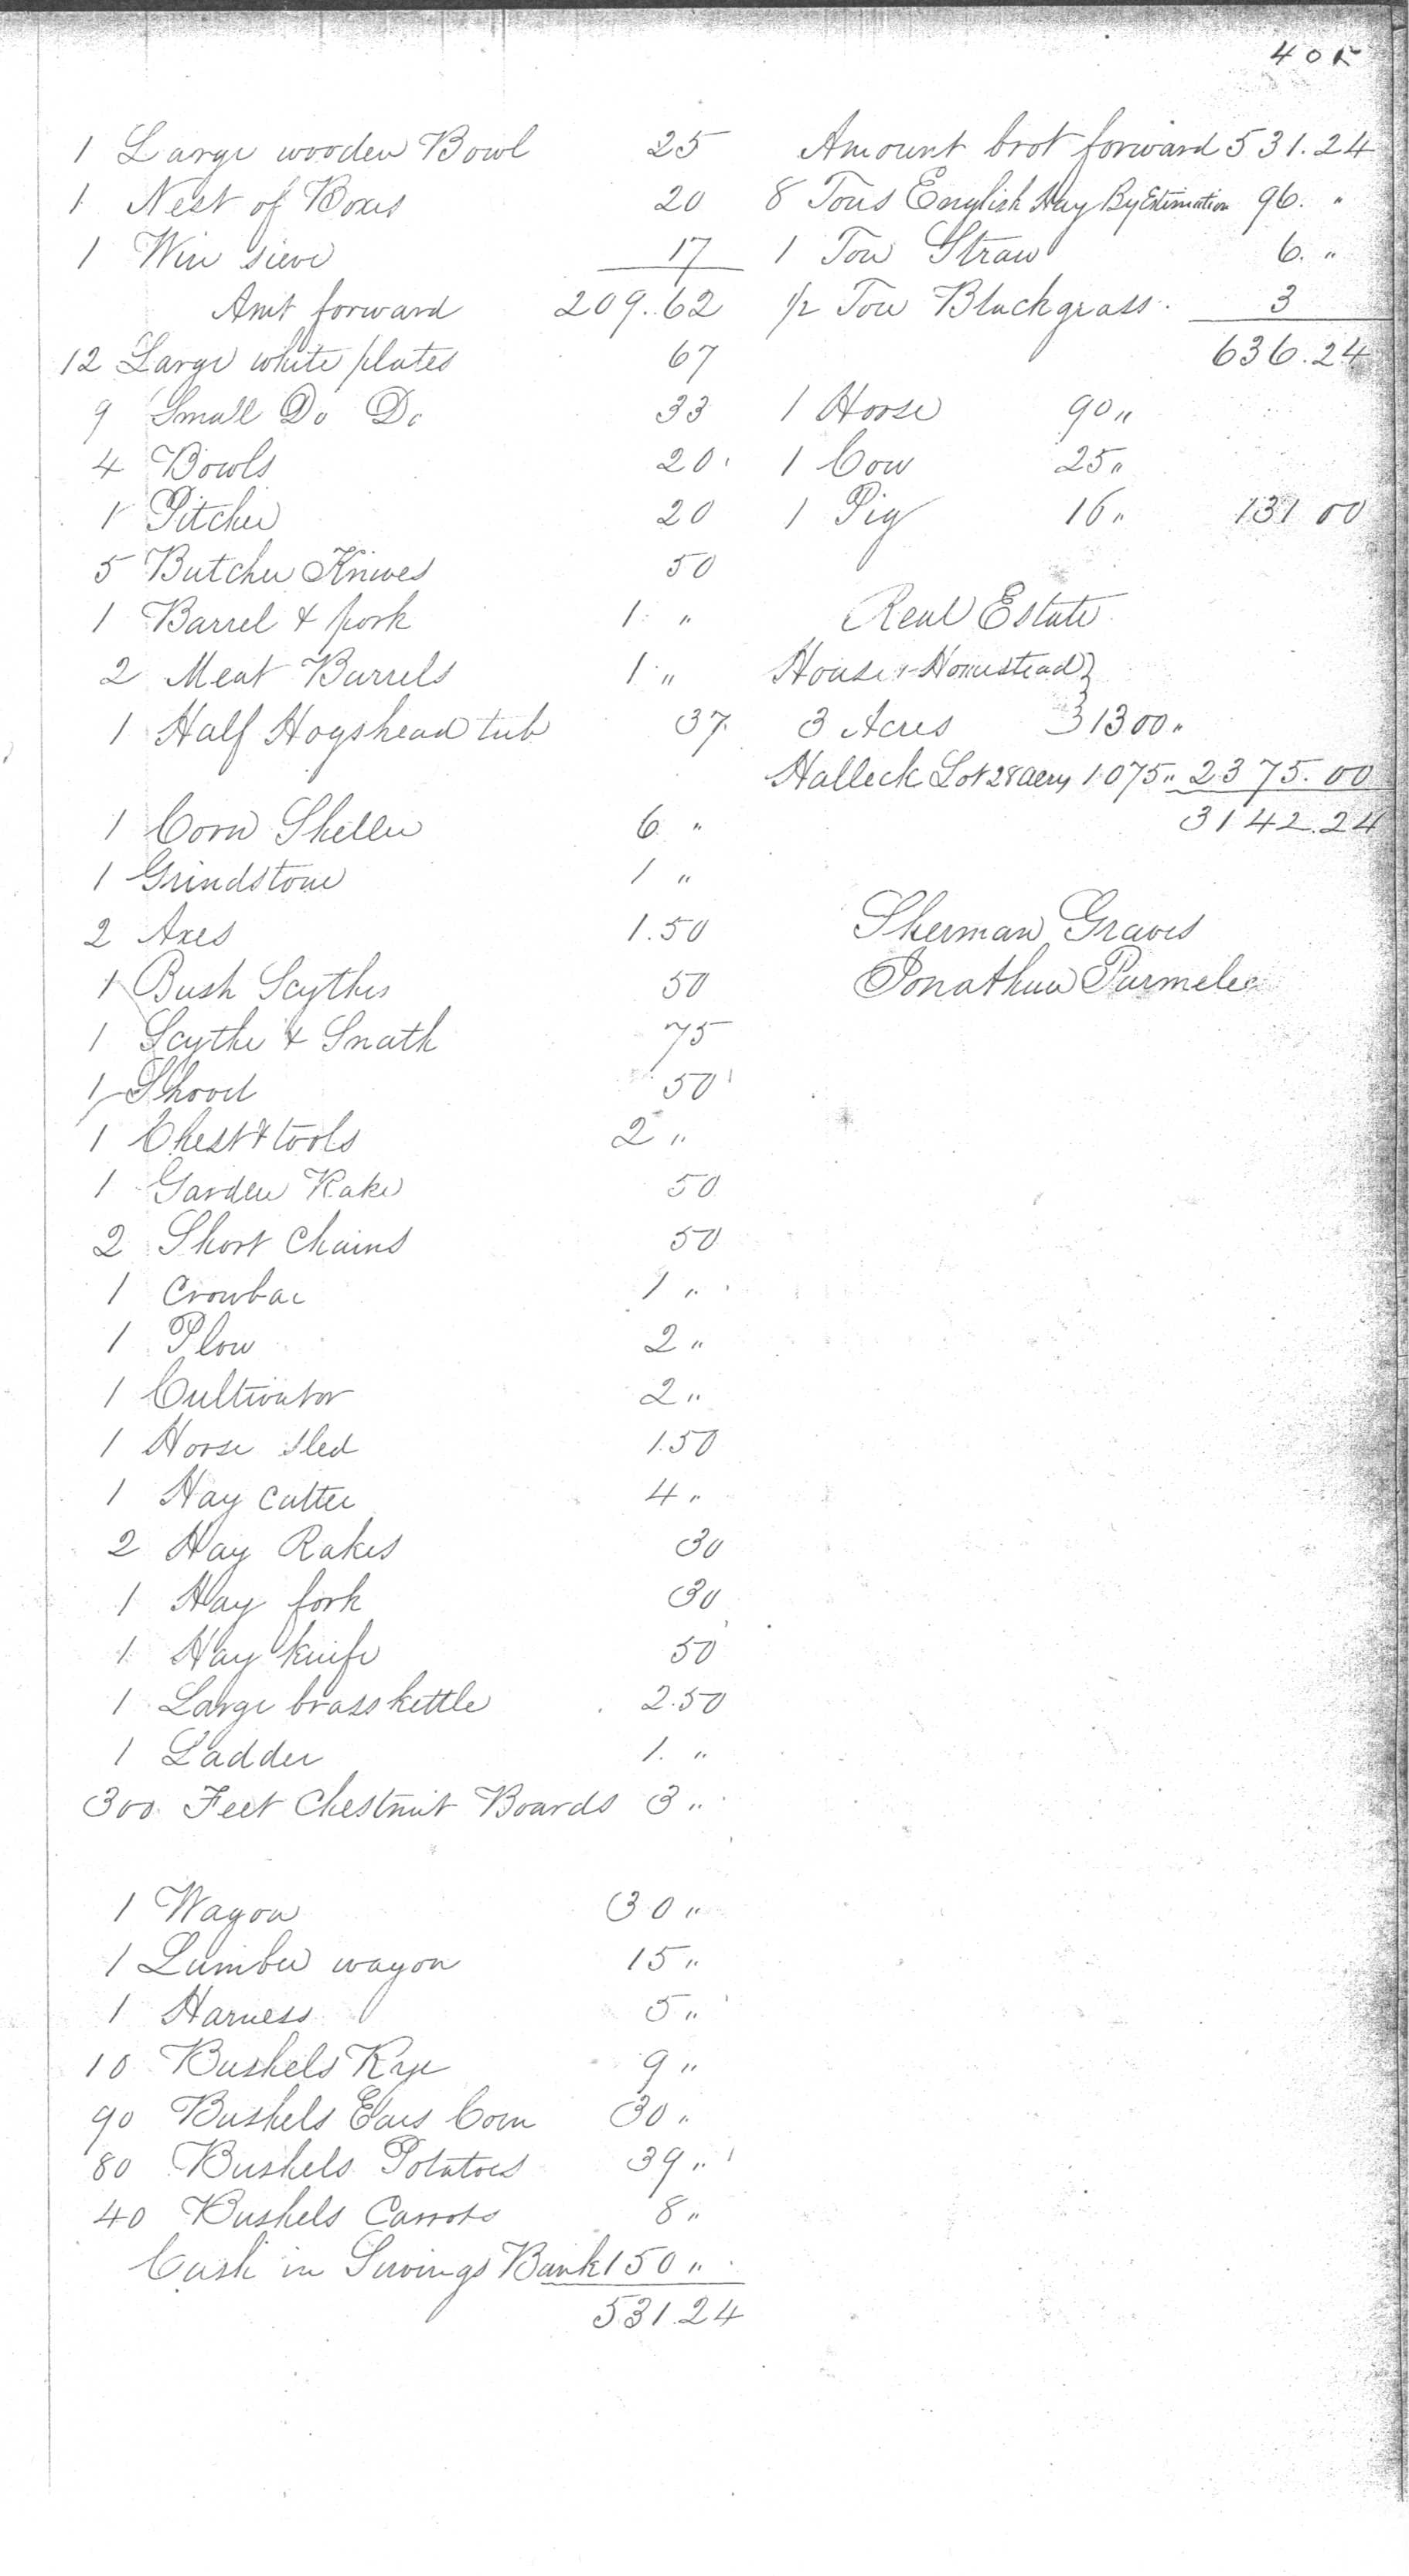 405
1 Large wooden Bowl 25
1 Nest of Boxes 20
1 Wire sieve 17
Amt forward 209.62
12 Large white plates 67
9 Small Do Do 33
4 Bowls 20
1 Pitcher 20
5 Butcher Knives 50
1 Barrel & pork 1 "
2 Meat Barrels 1 "
1 Half Hogshead tub 37
1 Corn Sheller 6 "
1 Grindstone 1 "
2 Axes 1.50
1 Bush Scythes 50
1 Scythe & Snath 75
1 Shovel 50
1 Chest & tools 2 "
1 Garden Rake 50
2 Short Chains 50
1 Crowbar 1 "
1 Plow 2 "
1 Cultivator 2 "
1 Horse sled 1.50
1 Hay Cutter 4 "
2 Hay Rakes 30
1 Hay fork 30
1 Hay knife 50
1 Large brass kettle 2.50
1 Ladder 1. "
300 Feet Chestnut Boards 3 "
1 Wagon 30 "
1 Lumber wagon 15 "
1 Harness 5 "
10 Bushels Rye 9 "
90 Bushels Ears Corn 30 "
80 Bushels Potatoes 39 "
40 Bushels Carrots 8 "
Cash in Savings Bank 150 "
531.24
Amount brot forward 531.24
8 Tons English Hay By Estimation 96. "
1 Ton Straw 6. "
1/2 Ton Blackgrass 3
636.24
1 Horse 90 "
1 Cow 25 "
1 Pig 16 " 131 00
Real Estate
House & Homestead }
3 Acres } 1300 "
Halleck Lot 28 acres 1075 " 2375.00
3142.24
Sherman Graves
Jonathan Parmelee